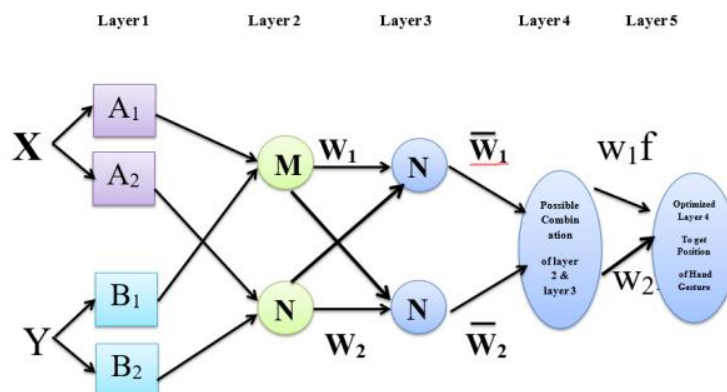 Layer 1 Layer 2 Layer 3 Layer 4 Layer 5
X
A1
A2
Y
B1
B2
M
N
W1
W2
N
N
W̅1
W̅2
Possible
Combin
ation
of layer
2 &
layer 3
w1f
w2.
Optimized
Layer 4
To get
Position
of Hand
Gesture